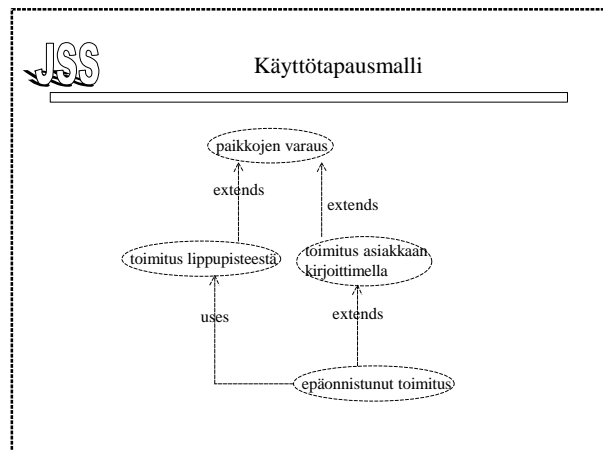 JSS
Käyttötapausmalli
paikkojen varaus
extends
extends
toimitus lippupisteestä
toimitus asiakkaan
kirjoittimella
uses
extends
epäonnistunut toimitus